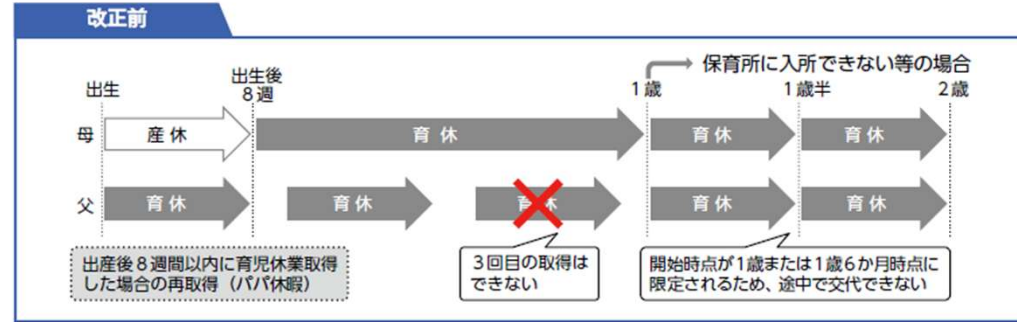 改正前
保育所に入所できない等の場合
出生
出生後
8週
1歳
1歳半
2歳
母
産休
育休
育休
育休
父
育休
育休
育休
育休
育休
出産後8週間以内に育児休業取得
した場合の再取得（パパ休暇）
3回目の取得は
できない
開始時点が1歳または1歳6か月時点に
限定されるため、途中で交代できない